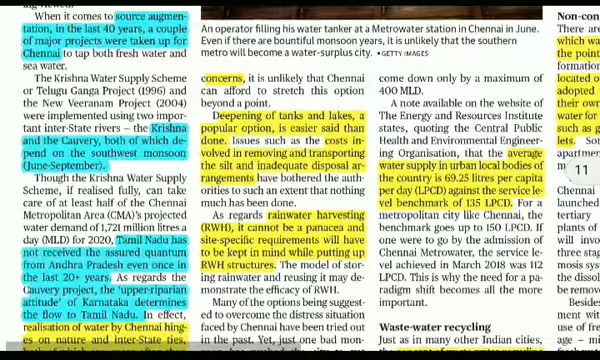 When it comes to source augmen-
tation, in the last 40 years, a couple
of major projects were taken up for
Chennai to tap both fresh water and
sea water.
The Krishna Water Supply Scheme
or Telugu Ganga Project (1996) and
the New Veeranam Project (2004)
were implemented using two impor-
tant inter-State rivers – the Krishna
and the Cauvery, both of which de-
pend on the southwest monsoon
(June-September).
Though the Krishna Water Supply
Scheme, if realised fully, can take
care of at least half of the Chennai
Metropolitan Area (CMA)'s projected
water demand of 1,721 million litres a
day (MLD) for 2020, Tamil Nadu has
not received the assured quantum
from Andhra Pradesh even once in
the last 20+ years. As regards the
Cauvery project, the 'upper-riparian
attitude' of Karnataka determines
the flow to Tamil Nadu. In effect,
realisation of water by Chennai hing-
es on nature and inter-State ties,
An operator filling his water tanker at a Metrowater station in Chennai in June.
Even if there are bountiful monsoon years, it is unlikely that the southern
metro will become a water-surplus city. • GETTY IMAGES
concerns, it is unlikely that Chennai
can afford to stretch this option
beyond a point.
Deepening of tanks and lakes, a
popular option, is easier said than
done. Issues such as the costs in-
volved in removing and transporting
the silt and inadequate disposal ar-
rangements have bothered the auth-
orities to such an extent that nothing
much has been done.
As regards rainwater harvesting
(RWH), it cannot be a panacea and
site-specific requirements will have
to be kept in mind while putting up
RWH structures. The model of stor-
ing rainwater and reusing it may de-
monstrate the efficacy of RWH.
Many of the options being suggest-
ed to overcome the distress situation
faced by Chennai have been tried out
in the past. Yet, just one bad mon-
come down only by a maximum of
400 MLD.
A note available on the website of
The Energy and Resources Institute
states, quoting the Central Public
Health and Environmental Engineer-
ing Organisation, that the average
water supply in urban local bodies of
the country is 69.25 litres per capita
per day (LPCD) against the service le-
vel benchmark of 135 LPCD. For a
metropolitan city like Chennai, the
benchmark goes up to 150 LPCD. If
one were to go by the admission of
Chennai Metrowater, the service le-
vel achieved in March 2018 was 112
LPCD. This is why the need for a pa-
radigm shift becomes all the more
important.
Waste-water recycling
Just as in many other Indian cities,
Non-con
There are
which wa
the point
formation
located o
adopted
their own
water for
such as g
lets. Som
apartmen
11
Chennai
launched
tertiary
plants of
will invo
three stag
mosis sys
the dissol
be remov
Besides
ment wit
use of fre
age – mi